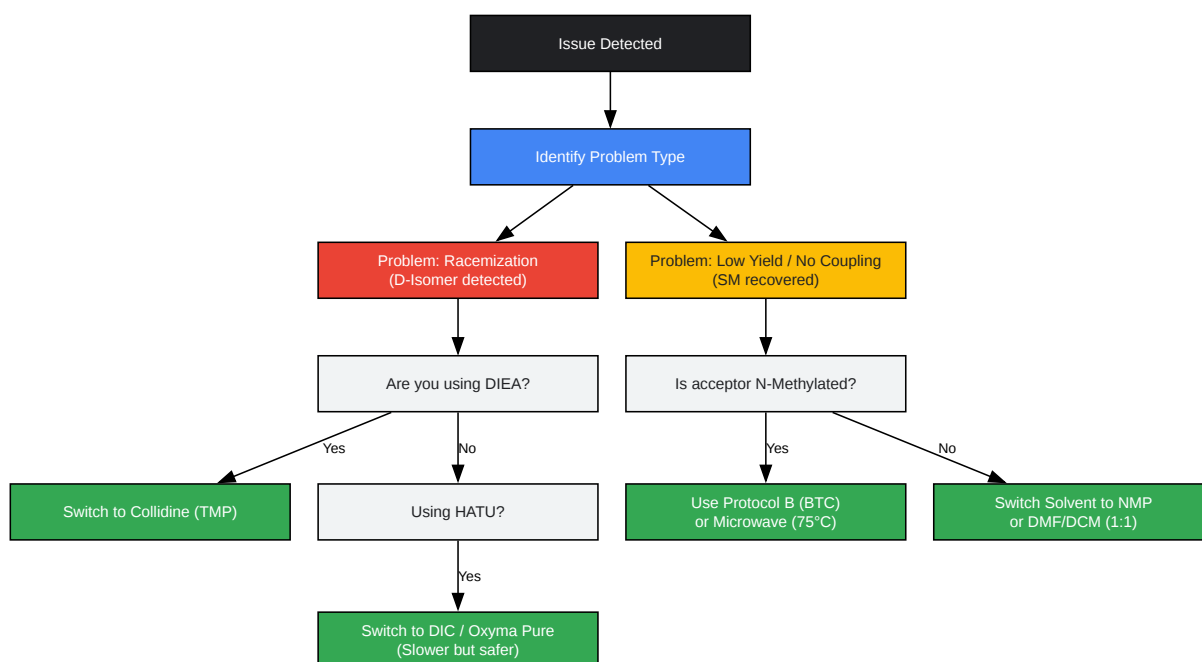 Issue Detected
Identify Problem Type
Problem: Racemization
(D-Isomer detected)
Problem: Low Yield / No Coupling
(SM recovered)
Are you using DIEA?
Is acceptor N-Methylated?
Yes
No
Yes
No
Switch to Collidine (TMP)
Using HATU?
Use Protocol B (BTC)
or Microwave (75°C)
Switch Solvent to NMP
or DMF/DCM (1:1)
Yes
Switch to DIC / Oxyma Pure
(Slower but safer)